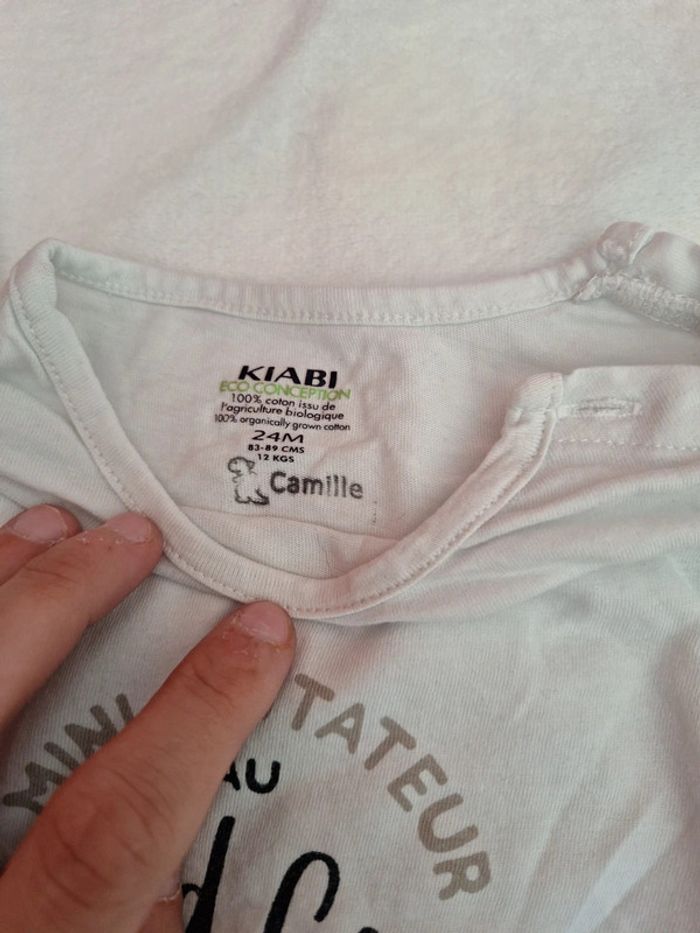 KIABI
ECO CONCEPTION
100% coton issu de
l'agriculture biologique
100% organically grown cotton
24M
83-89 CMS
12 KGS
Camille
MINI TATEUR
AU